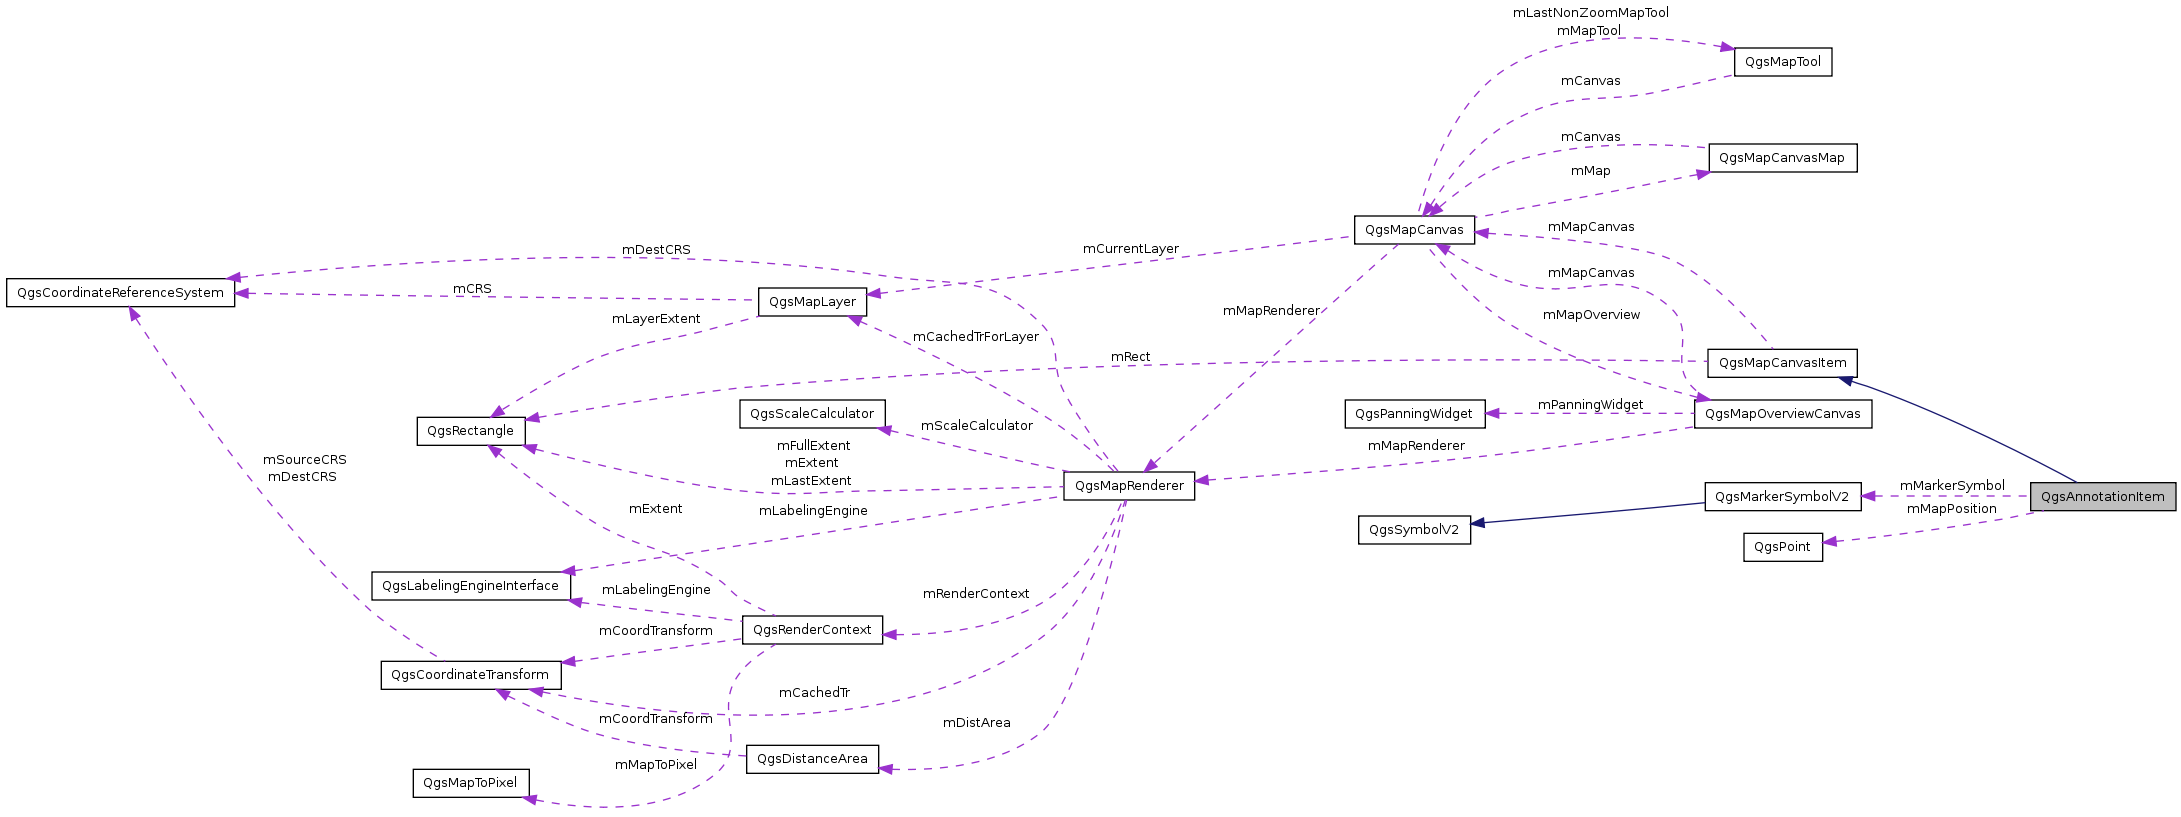 mLastNonZoomMapTool
mMapTool
QgsMapTool
mCanvas
mCanvas
QgsMapCanvasMap
mMap
mMapCanvas
QgsMapCanvas
mDestCRS
mCurrentLayer
mMapCanvas
QgsCoordinateReferenceSystem
mCRS
QgsMapLayer
mLayerExtent
mMapRenderer
mMapOverview
mCachedTrForLayer
mRect
QgsMapCanvasItem
QgsScaleCalculator
QgsPanningWidget
mPanningWidget
QgsMapOverviewCanvas
QgsRectangle
mScaleCalculator
mFullExtent
mExtent
mLastExtent
mMapRenderer
mSourceCRS
mDestCRS
QgsMapRenderer
mMarkerSymbol
QgsMarkerSymbolV2
QgsAnnotationItem
mExtent
mLabelingEngine
mMapPosition
QgsSymbolV2
QgsPoint
QgsLabelingEngineInterface
mLabelingEngine
mRenderContext
mCoordTransform
QgsRenderContext
QgsCoordinateTransform
mCachedTr
mCoordTransform
mDistArea
mMapToPixel
QgsDistanceArea
QgsMapToPixel